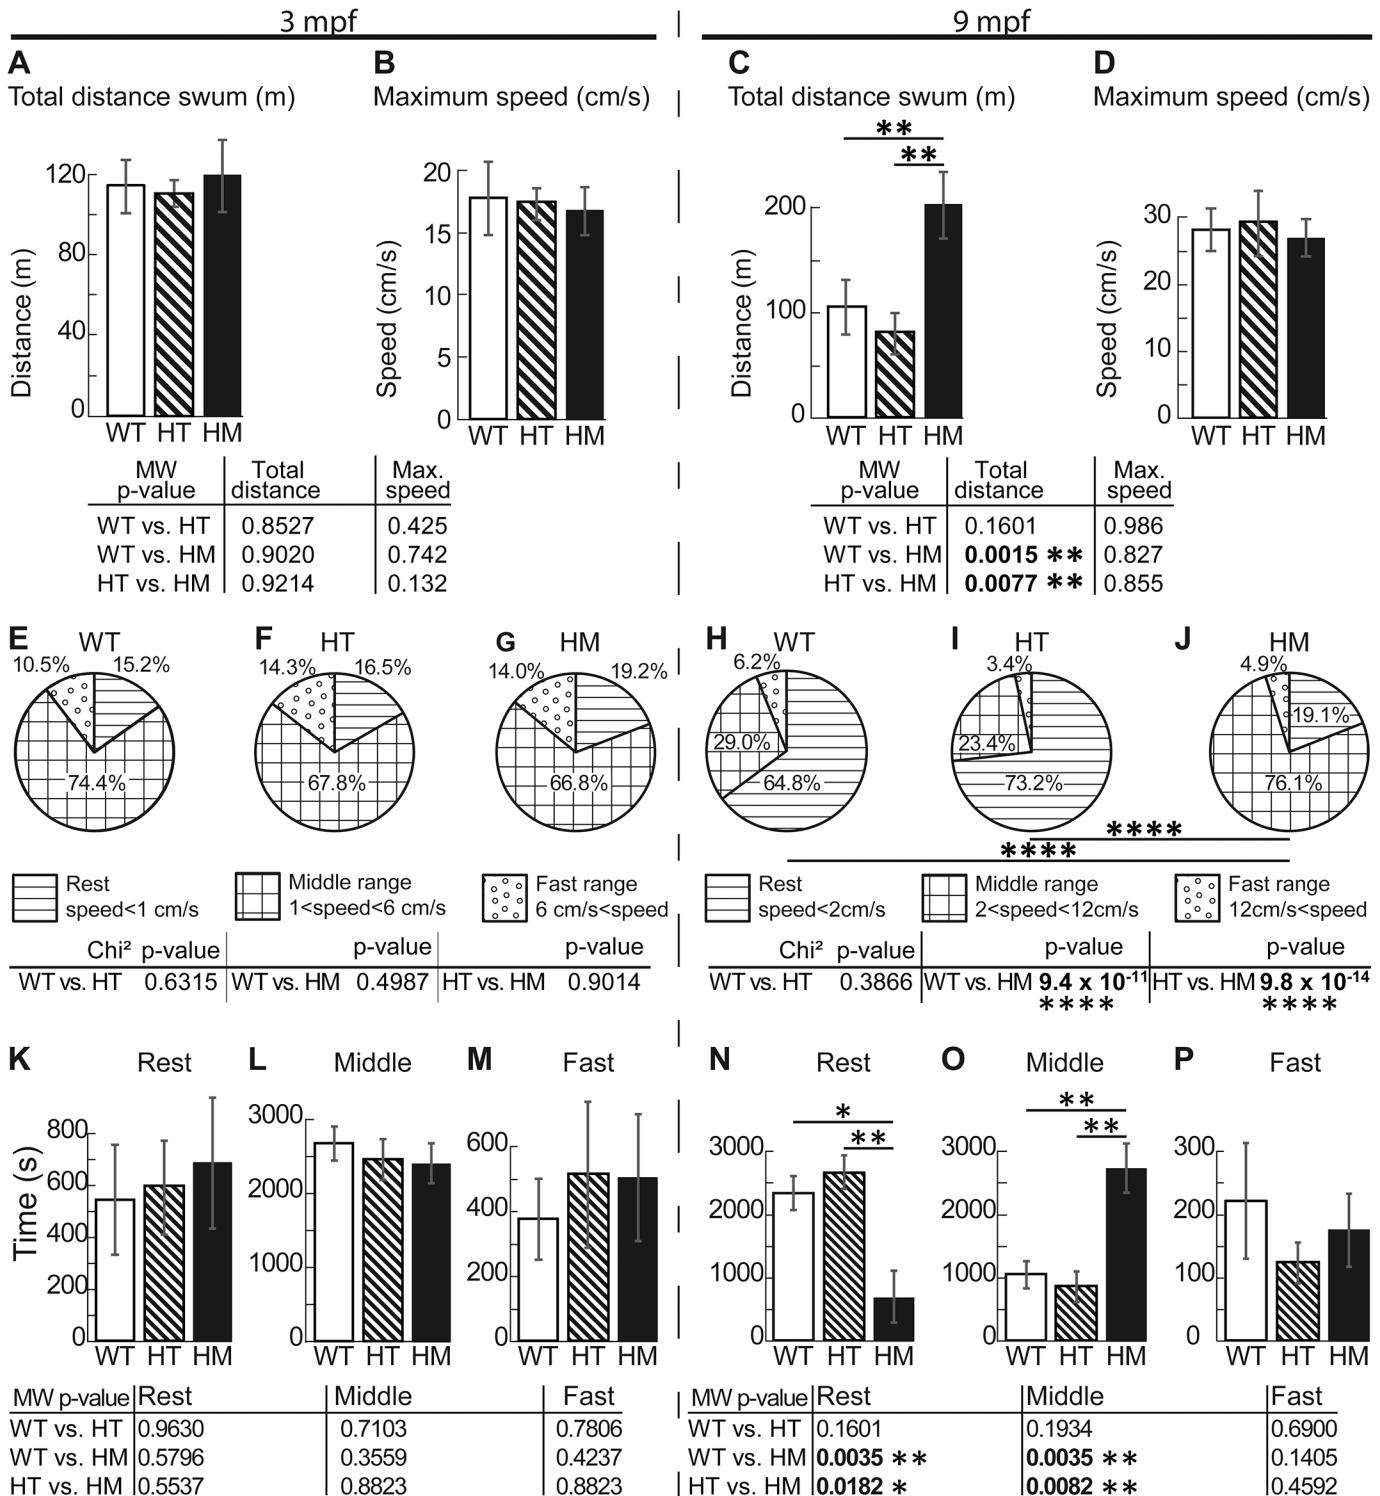 3 mpf
9 mpf
A
Total distance swum (m)
B
Maximum speed (cm/s)
C
Total distance swum (m)
D
Maximum speed (cm/s)
Distance (m)
120
80
40
0
WT HT HM
Speed (cm/s)
20
15
10
5
0
WT HT HM
Distance (m)
200
100
0
**
**
WT HT HM
Speed (cm/s)
30
20
10
0
WT HT HM
MW p-value Total distance Max. speed
WT vs. HT 0.8527 0.425
WT vs. HM 0.9020 0.742
HT vs. HM 0.9214 0.132
MW p-value Total distance Max. speed
WT vs. HT 0.1601 0.986
WT vs. HM 0.0015 ** 0.827
HT vs. HM 0.0077 ** 0.855
E WT
10.5% 15.2%
74.4%
F HT
14.3% 16.5%
67.8%
G HM
14.0% 19.2%
66.8%
H WT
6.2%
29.0%
64.8%
I HT
3.4%
23.4%
73.2%
J HM
4.9%
19.1%
76.1%
****
****
Rest
speed<1 cm/s
Middle range
1<speed<6 cm/s
Fast range
6 cm/s<speed
Rest
speed<2cm/s
Middle range
2<speed<12cm/s
Fast range
12cm/s<speed
Chi² p-value p-value p-value
WT vs. HT 0.6315 WT vs. HM 0.4987 HT vs. HM 0.9014
Chi² p-value p-value p-value
WT vs. HT 0.3866 WT vs. HM 9.4 x 10-11 HT vs. HM 9.8 x 10-14
**** ****
K Rest
Time (s)
800
600
400
200
0
WT HT HM
L Middle
3000
2000
1000
0
WT HT HM
M Fast
600
400
200
0
WT HT HM
N Rest
*
**
3000
2000
1000
0
WT HT HM
O Middle
**
**
3000
2000
1000
0
WT HT HM
P Fast
300
200
100
0
WT HT HM
MW p-value Rest Middle Fast
WT vs. HT 0.9630 0.7103 0.7806
WT vs. HM 0.5796 0.3559 0.4237
HT vs. HM 0.5537 0.8823 0.8823
MW p-value Rest Middle Fast
WT vs. HT 0.1601 0.1934 0.6900
WT vs. HM 0.0035 ** 0.0035 ** 0.1405
HT vs. HM 0.0182 * 0.0082 ** 0.4592